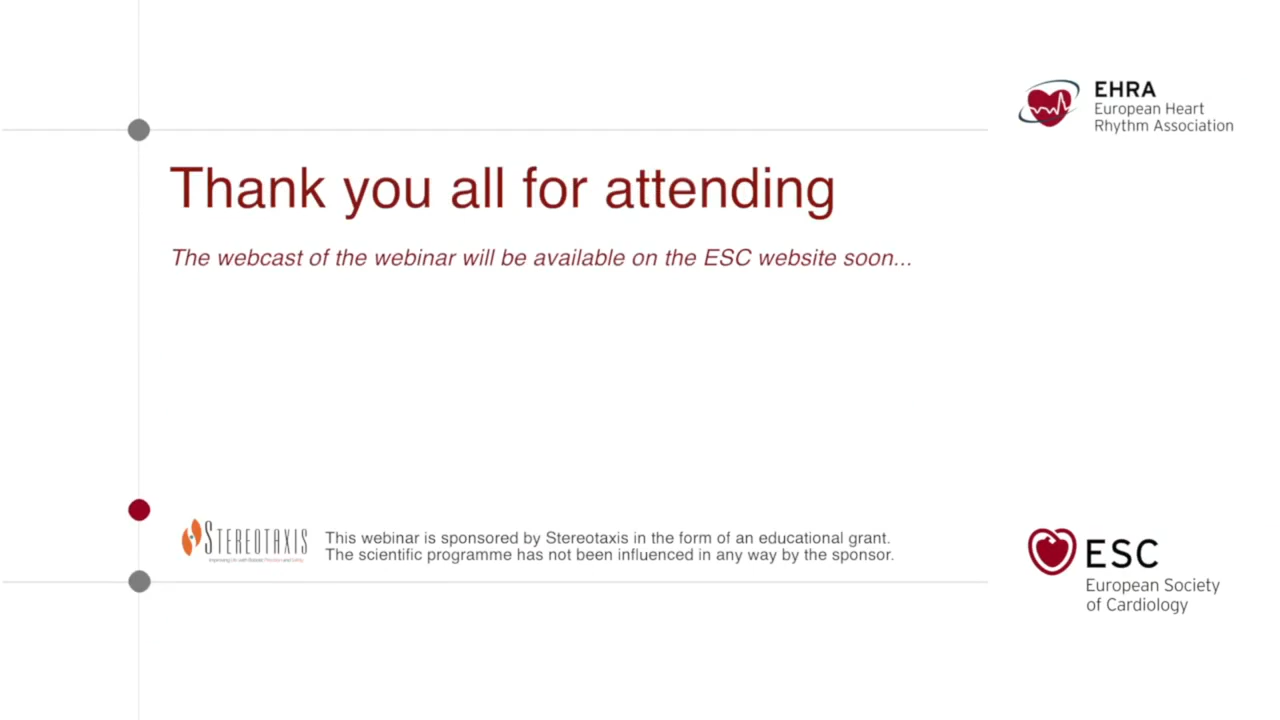 EHRA
European Heart
Rhythm Association
Thank you all for attending
The webcast of the webinar will be available on the ESC website soon...
STEREOTAXIS
This webinar is sponsored by Stereotaxis in the form of an educational grant.
The scientific programme has not been influenced in any way by the sponsor.
ESC
European Society
of Cardiology